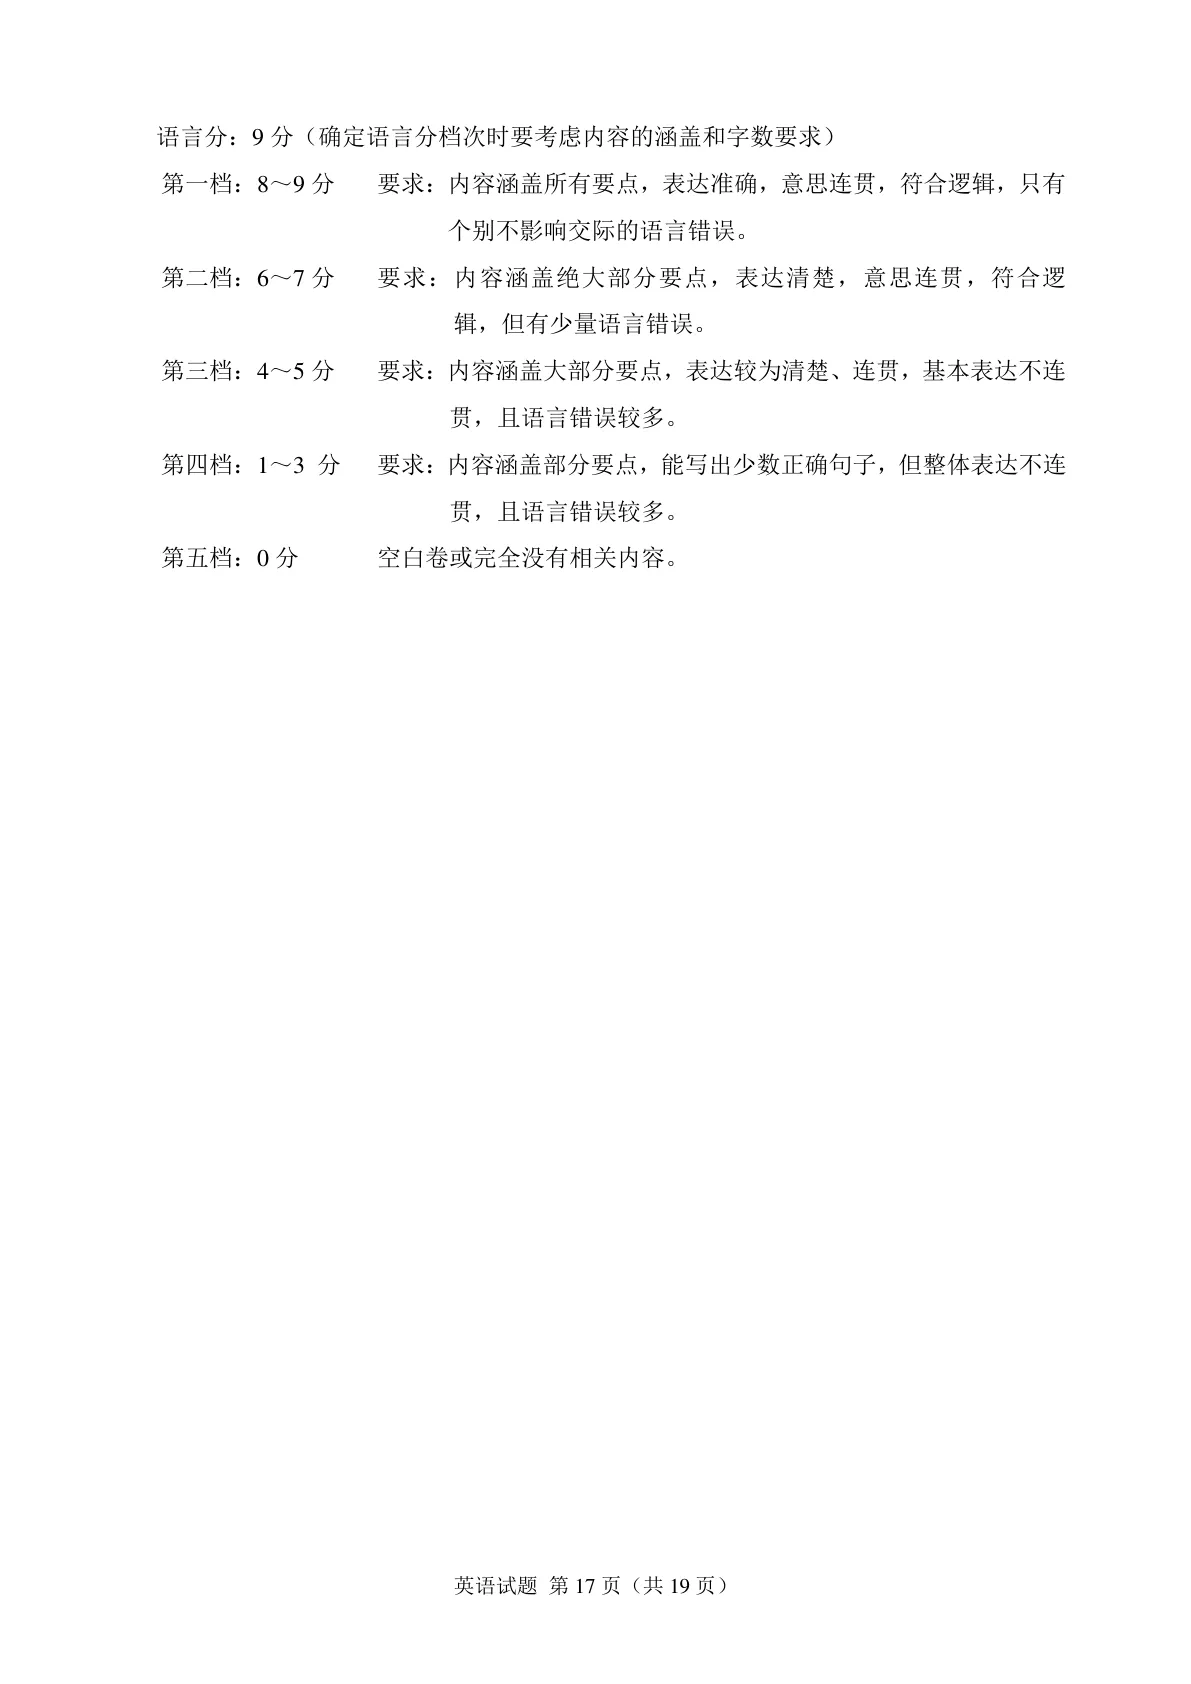 语言分：9 分（确定语言分档次时要考虑内容的涵盖和字数要求）
第一档：8～9 分 要求：内容涵盖所有要点，表达准确，意思连贯，符合逻辑，只有
个别不影响交际的语言错误。
第二档：6～7 分 要求：内容涵盖绝大部分要点，表达清楚，意思连贯，符合逻
辑，但有少量语言错误。
第三档：4～5 分 要求：内容涵盖大部分要点，表达较为清楚、连贯，基本表达不连
贯，且语言错误较多。
第四档：1～3 分 要求：内容涵盖部分要点，能写出少数正确句子，但整体表达不连
贯，且语言错误较多。
第五档：0 分 空白卷或完全没有相关内容。
英语试题 第 17 页（共 19 页）